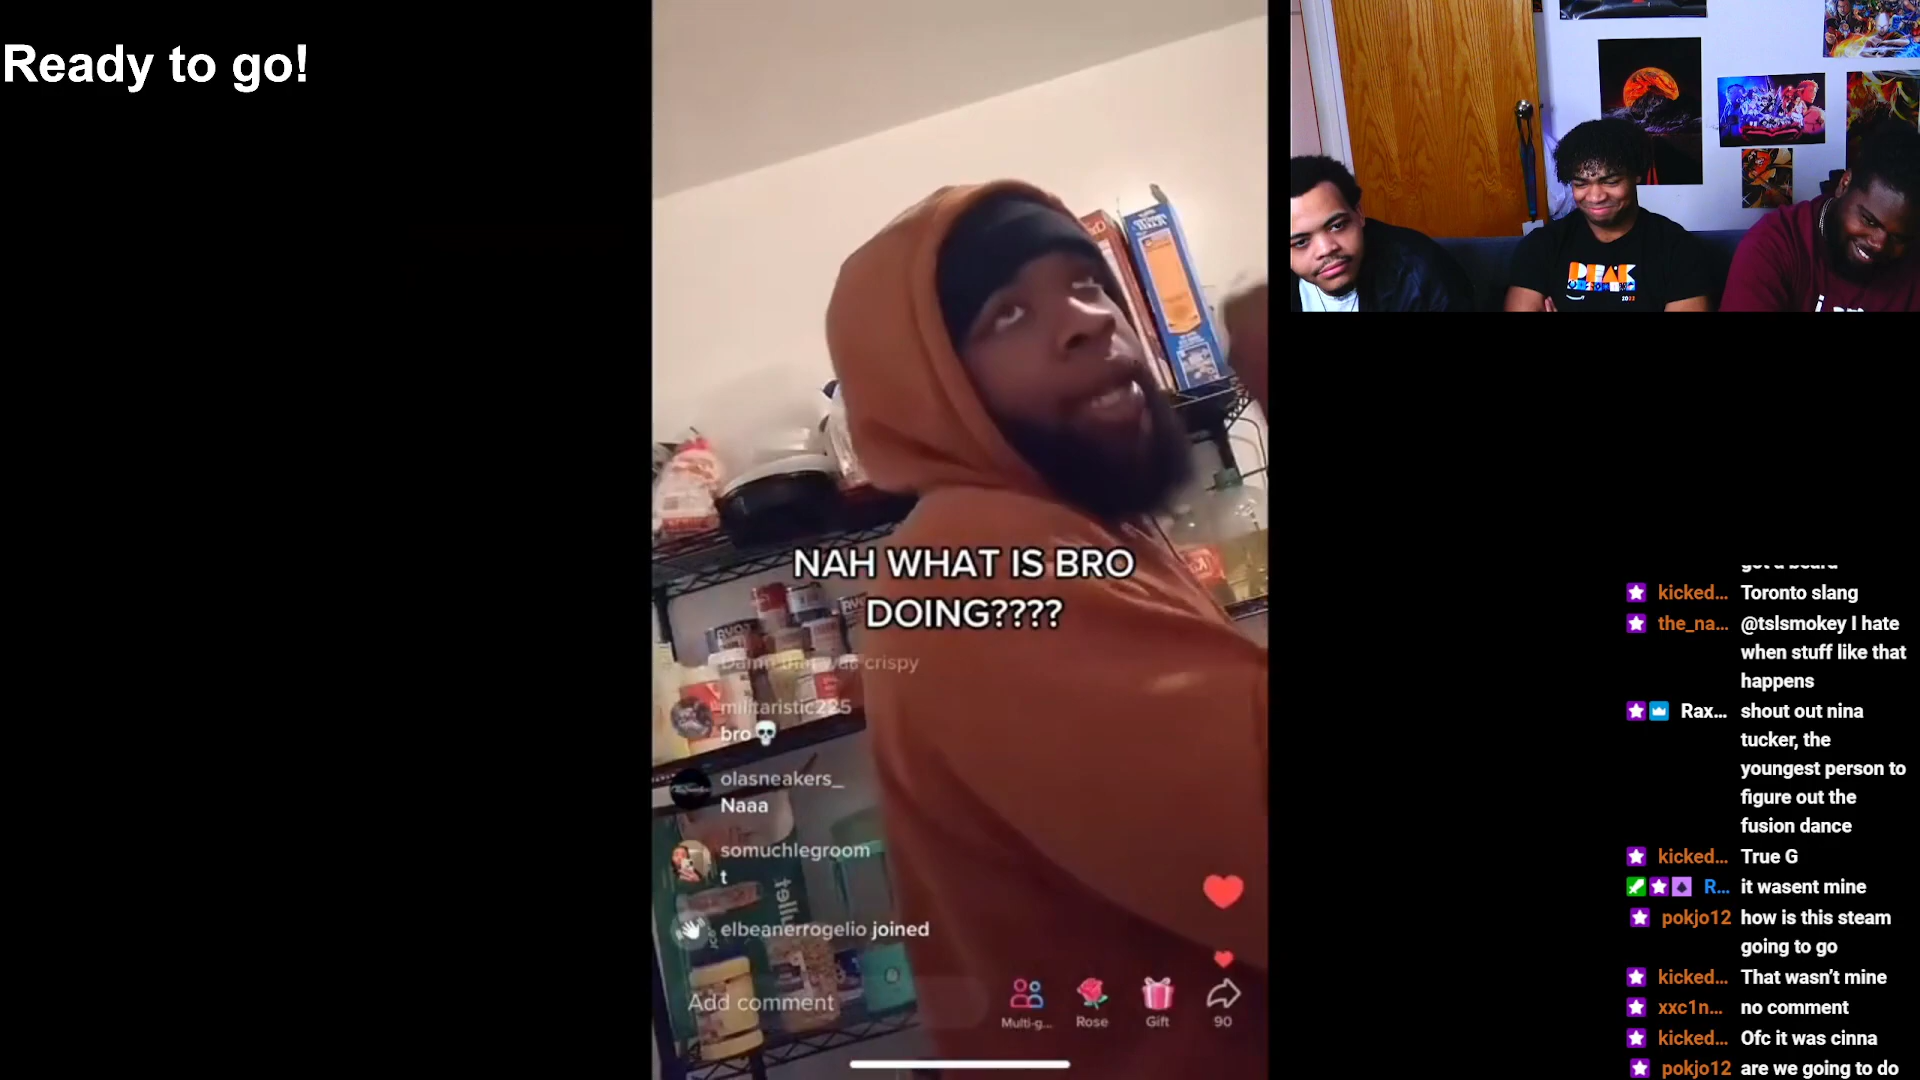 Ready to go!
NAH WHAT IS BRO
DOING????
militaristic225
bro💀
olasneakers_
Naaa
somuchlegroom
t
elbeanerrogelio joined
Add comment
Multi-g...
Rose
Gift
90
PEAK
kicked... Toronto slang
the_na... @tslsmokey I hate
when stuff like that
happens
Rax... shout out nina
tucker, the
youngest person to
figure out the
fusion dance
kicked... True G
R... it wasent mine
pokjo12 how is this steam
going to go
kicked... That wasn't mine
xxc1n... no comment
kicked... Ofc it was cinna
pokjo12 are we going to do